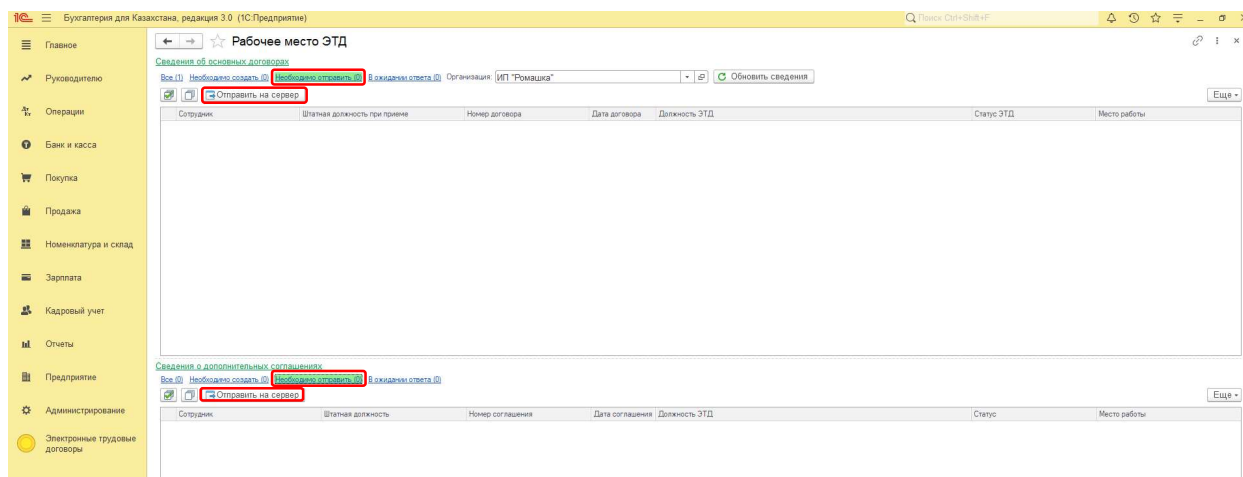 1С Бухгалтерия для Казахстана, редакция 3.0 (1С:Предприятие) Поиск Ctrl+Shift+F
Главное
Руководителю
Операции
Банк и касса
Покупка
Продажа
Номенклатура и склад
Зарплата
Кадровый учет
Отчеты
Предприятие
Администрирование
Электронные трудовые
договоры
Рабочее место ЭТД
Сведения об основных договорах
Все (1) Необходимо создать (0) Необходимо отправить (0) В ожидании ответа (0) Организация: ИП "Ромашка" Обновить сведения
Отправить на сервер Еще
Сотрудник Штатная должность при приеме Номер договора Дата договора Должность ЭТД Статус ЭТД Место работы
Сведения о дополнительных соглашениях
Все (0) Необходимо создать (0) Необходимо отправить (0) В ожидании ответа (0)
Отправить на сервер Еще
Сотрудник Штатная должность Номер соглашения Дата соглашения Должность ЭТД Статус Место работы